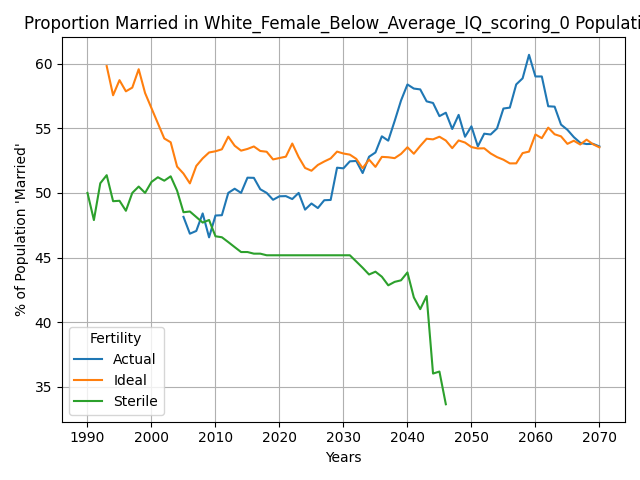 Proportion Married in White_Female_Below_Average_IQ_scoring_0 Populati
% of Population 'Married'
60
55
50
45
40
35
Fertility
Actual
Ideal
Sterile
1990 2000 2010 2020 2030 2040 2050 2060 2070
Years